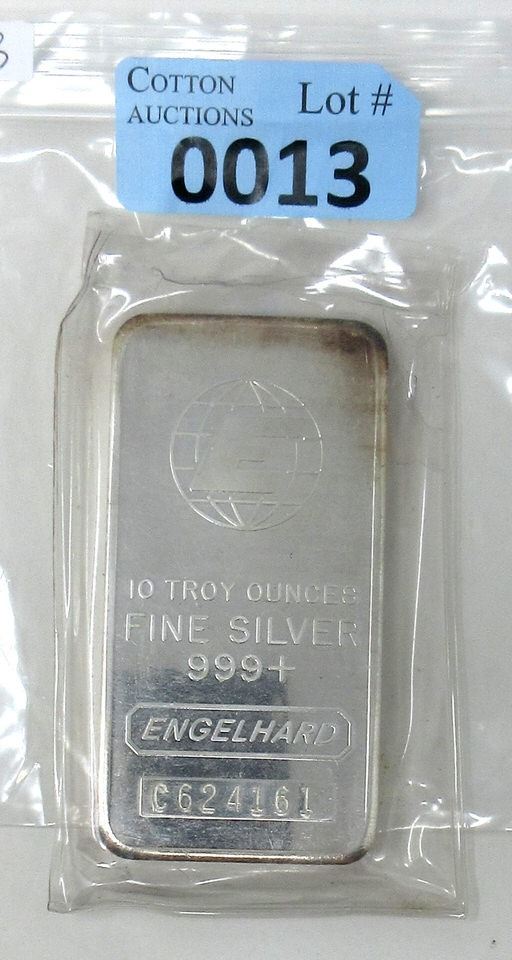 COTTON
AUCTIONS
Lot #
0013
10 TROY OUNCES
FINE SILVER
999+
ENGELHARD
C624161